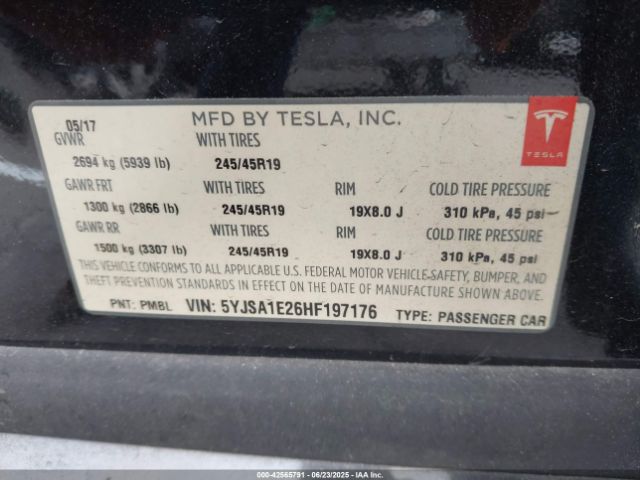 05/17 MFD BY TESLA, INC.
GVWR WITH TIRES
2694 kg (5939 lb) 245/45R19
TESLA
GAWR FRT WITH TIRES RIM COLD TIRE PRESSURE
1300 kg (2866 lb) 245/45R19 19X8.0 J 310 kPa, 45 psi
GAWR RR WITH TIRES RIM COLD TIRE PRESSURE
1500 kg (3307 lb) 245/45R19 19X8.0 J 310 kPa, 45 psi
THIS VEHICLE CONFORMS TO ALL APPLICABLE U.S. FEDERAL MOTOR VEHICLE SAFETY, BUMPER, AND
THEFT PREVENTION STANDARDS IN EFFECT ON THE DATE OF MANUFACTURE SHOWN ABOVE.
PNT: PMBL VIN: 5YJSA1E26HF197176 TYPE: PASSENGER CAR
000-42565791 - 06/23/2025 - IAAI.COM